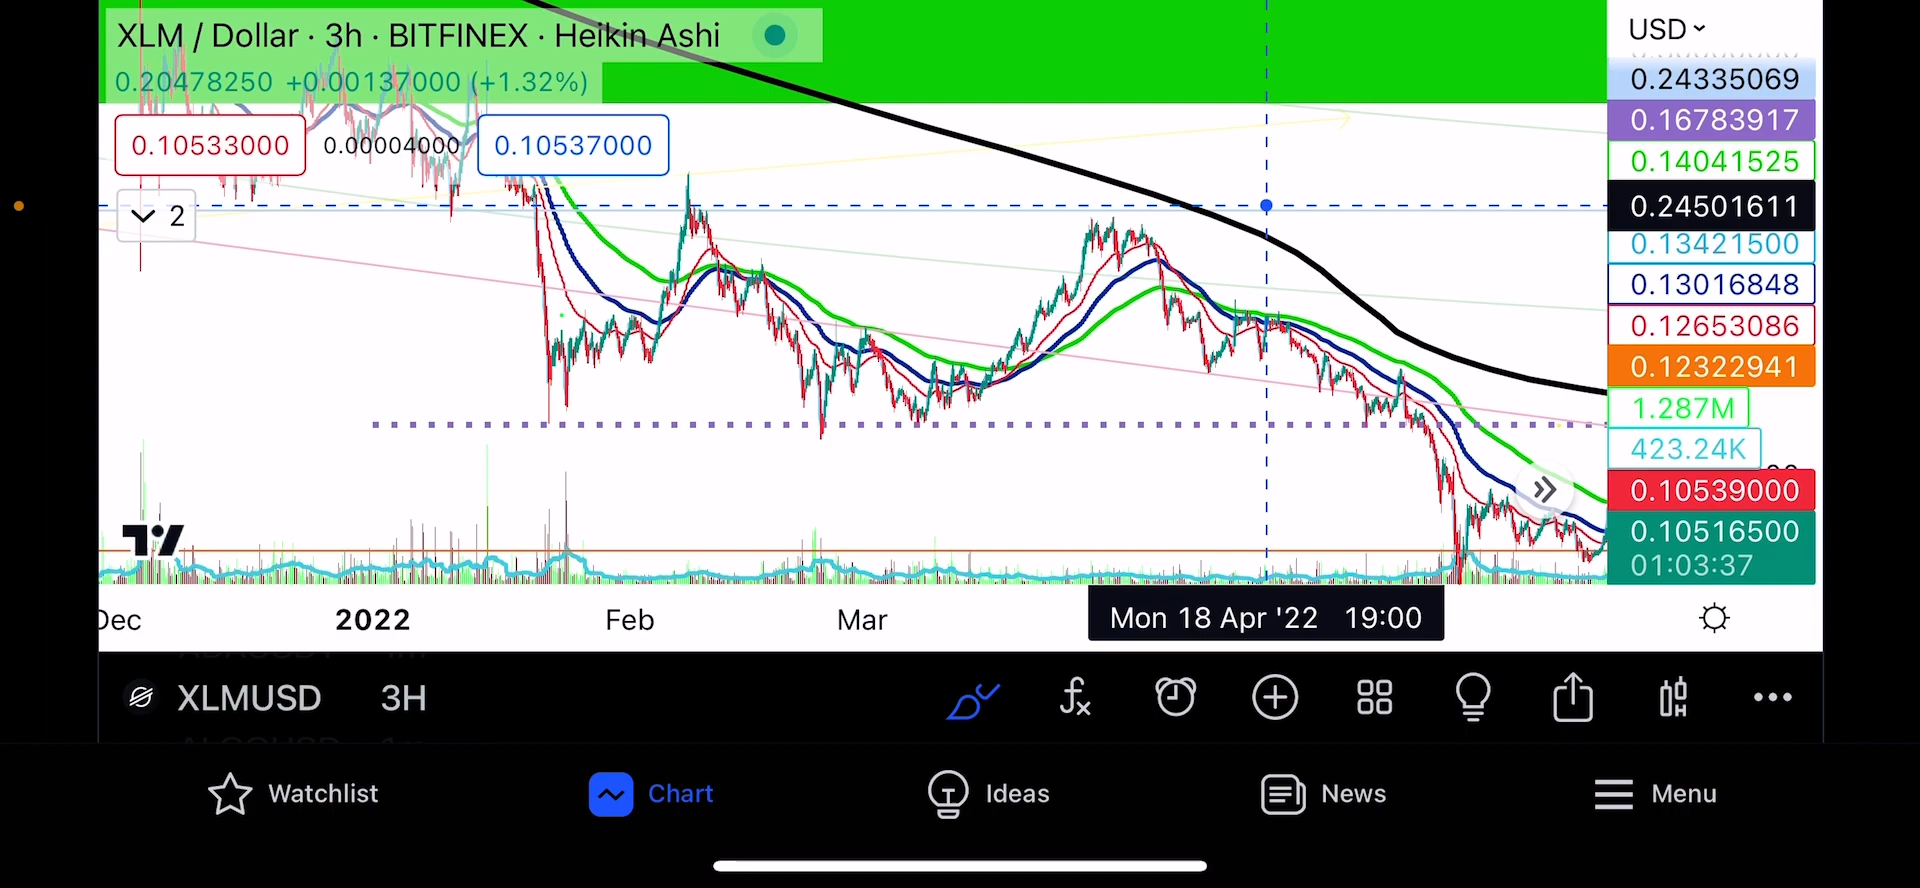 XLM / Dollar · 3h · BITFINEX · Heikin Ashi
0.20478250 +0.00137000 (+1.32%)
0.10533000 0.00004000 0.10537000
2
USD
0.24335069
0.16783917
0.14041525
0.24501611
0.13421500
0.13016848
0.12653086
0.12322941
1.287M
423.24K
0.10539000
0.10516500
01:03:37
Dec 2022 Feb Mar Mon 18 Apr '22 19:00
XLMUSD 3H
Watchlist Chart Ideas News Menu